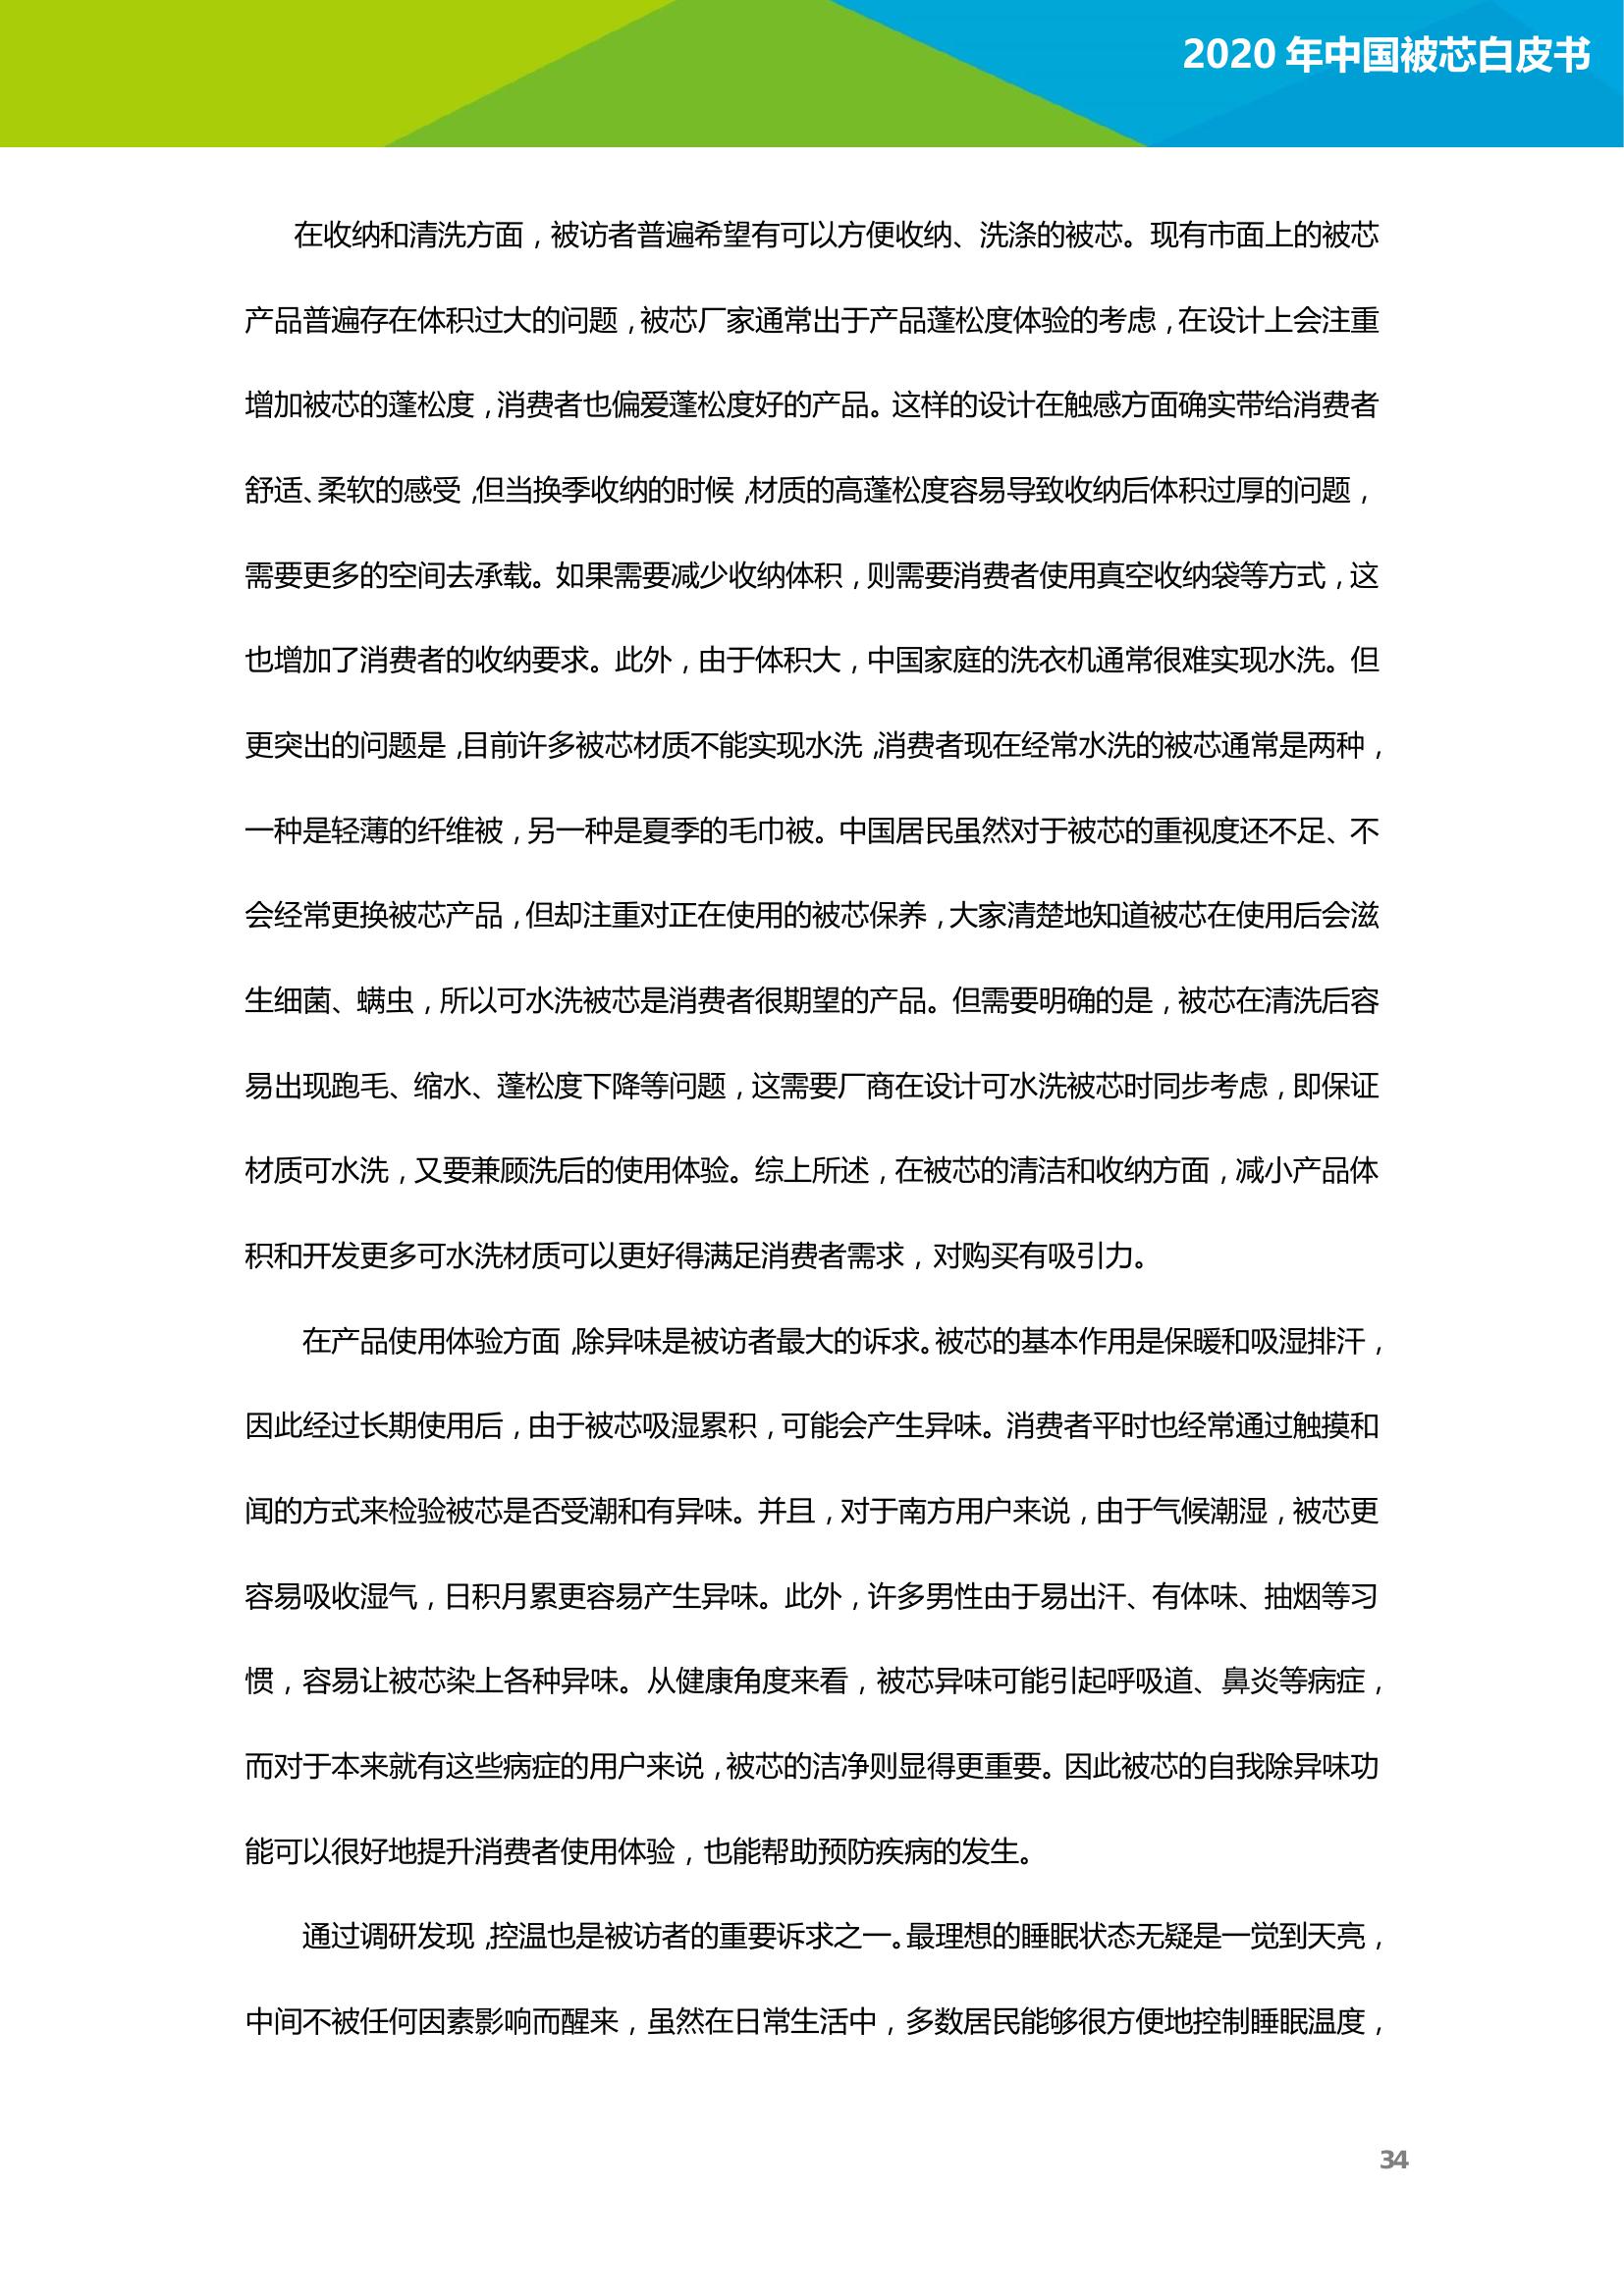 2020 年中国被芯白皮书
在收纳和清洗方面，被访者普遍希望有可以方便收纳、洗涤的被芯。现有市面上的被芯
产品普遍存在体积过大的问题，被芯厂家通常出于产品蓬松度体验的考虑，在设计上会注重
增加被芯的蓬松度，消费者也偏爱蓬松度好的产品。这样的设计在触感方面确实带给消费者
舒适、柔软的感受，但当换季收纳的时候，材质的高蓬松度容易导致收纳后体积过厚的问题，
需要更多的空间去承载。如果需要减少收纳体积，则需要消费者使用真空收纳袋等方式，这
也增加了消费者的收纳要求。此外，由于体积大，中国家庭的洗衣机通常很难实现水洗。但
更突出的问题是，目前许多被芯材质不能实现水洗，消费者现在经常水洗的被芯通常是两种，
一种是轻薄的纤维被，另一种是夏季的毛巾被。中国居民虽然对于被芯的重视度还不足、不
会经常更换被芯产品，但却注重对正在使用的被芯保养，大家清楚地知道被芯在使用后会滋
生细菌、螨虫，所以可水洗被芯是消费者很期望的产品。但需要明确的是，被芯在清洗后容
易出现跑毛、缩水、蓬松度下降等问题，这需要厂商在设计可水洗被芯时同步考虑，即保证
材质可水洗，又要兼顾洗后的使用体验。综上所述，在被芯的清洁和收纳方面，减小产品体
积和开发更多可水洗材质可以更好得满足消费者需求，对购买有吸引力。
在产品使用体验方面，除异味是被访者最大的诉求。被芯的基本作用是保暖和吸湿排汗，
因此经过长期使用后，由于被芯吸湿累积，可能会产生异味。消费者平时也经常通过触摸和
闻的方式来检验被芯是否受潮和有异味。并且，对于南方用户来说，由于气候潮湿，被芯更
容易吸收湿气，日积月累更容易产生异味。此外，许多男性由于易出汗、有体味、抽烟等习
惯，容易让被芯染上各种异味。从健康角度来看，被芯异味可能引起呼吸道、鼻炎等病症，
而对于本来就有这些病症的用户来说，被芯的洁净则显得更重要。因此被芯的自我除异味功
能可以很好地提升消费者使用体验，也能帮助预防疾病的发生。
通过调研发现，控温也是被访者的重要诉求之一。最理想的睡眠状态无疑是一觉到天亮，
中间不被任何因素影响而醒来，虽然在日常生活中，多数居民能够很方便地控制睡眠温度，
34